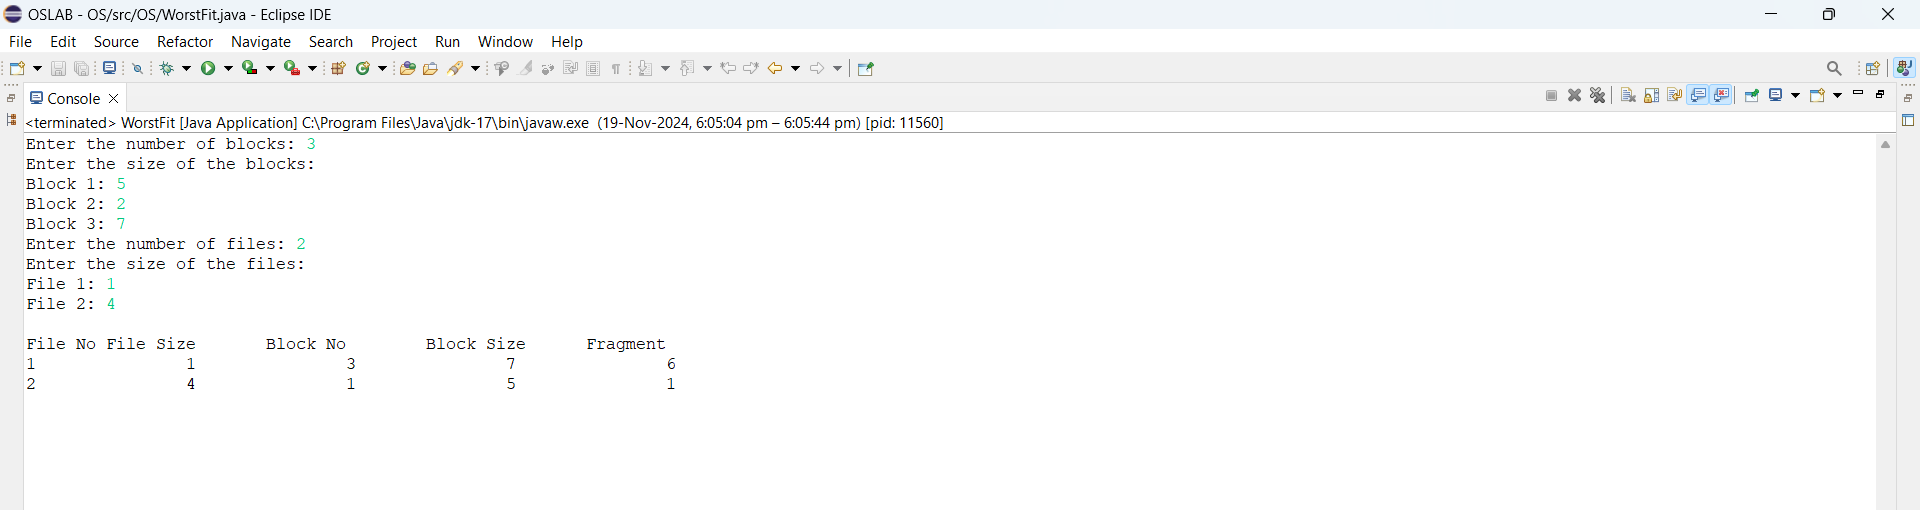 OSLAB - OS/src/OS/WorstFit.java - Eclipse IDE
File Edit Source Refactor Navigate Search Project Run Window Help
Console
<terminated> WorstFit [Java Application] C:\Program Files\Java\jdk-17\bin\javaw.exe (19-Nov-2024, 6:05:04 pm – 6:05:44 pm) [pid: 11560]
Enter the number of blocks: 3
Enter the size of the blocks:
Block 1: 5
Block 2: 2
Block 3: 7
Enter the number of files: 2
Enter the size of the files:
File 1: 1
File 2: 4
File No File Size Block No Block Size Fragment
1 1 3 7 6
2 4 1 5 1